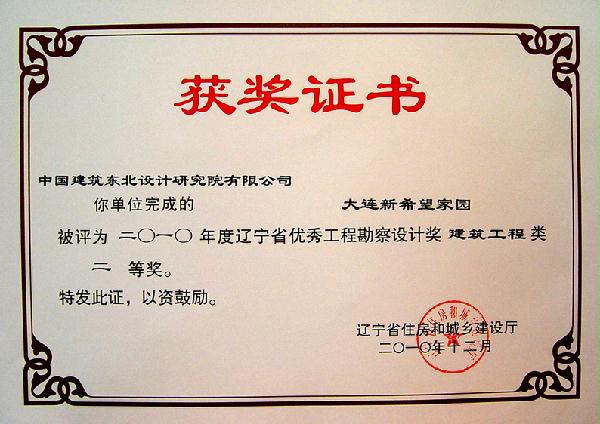 获奖证书
中国建筑东北设计研究院有限公司
你单位完成的 大连新希望家园
被评为 二〇一〇 年度辽宁省优秀工程勘察设计奖 建筑工程 类
二 等奖。
特发此证，以资鼓励。
辽宁省住房和城乡建设厅
二〇一〇年十二月